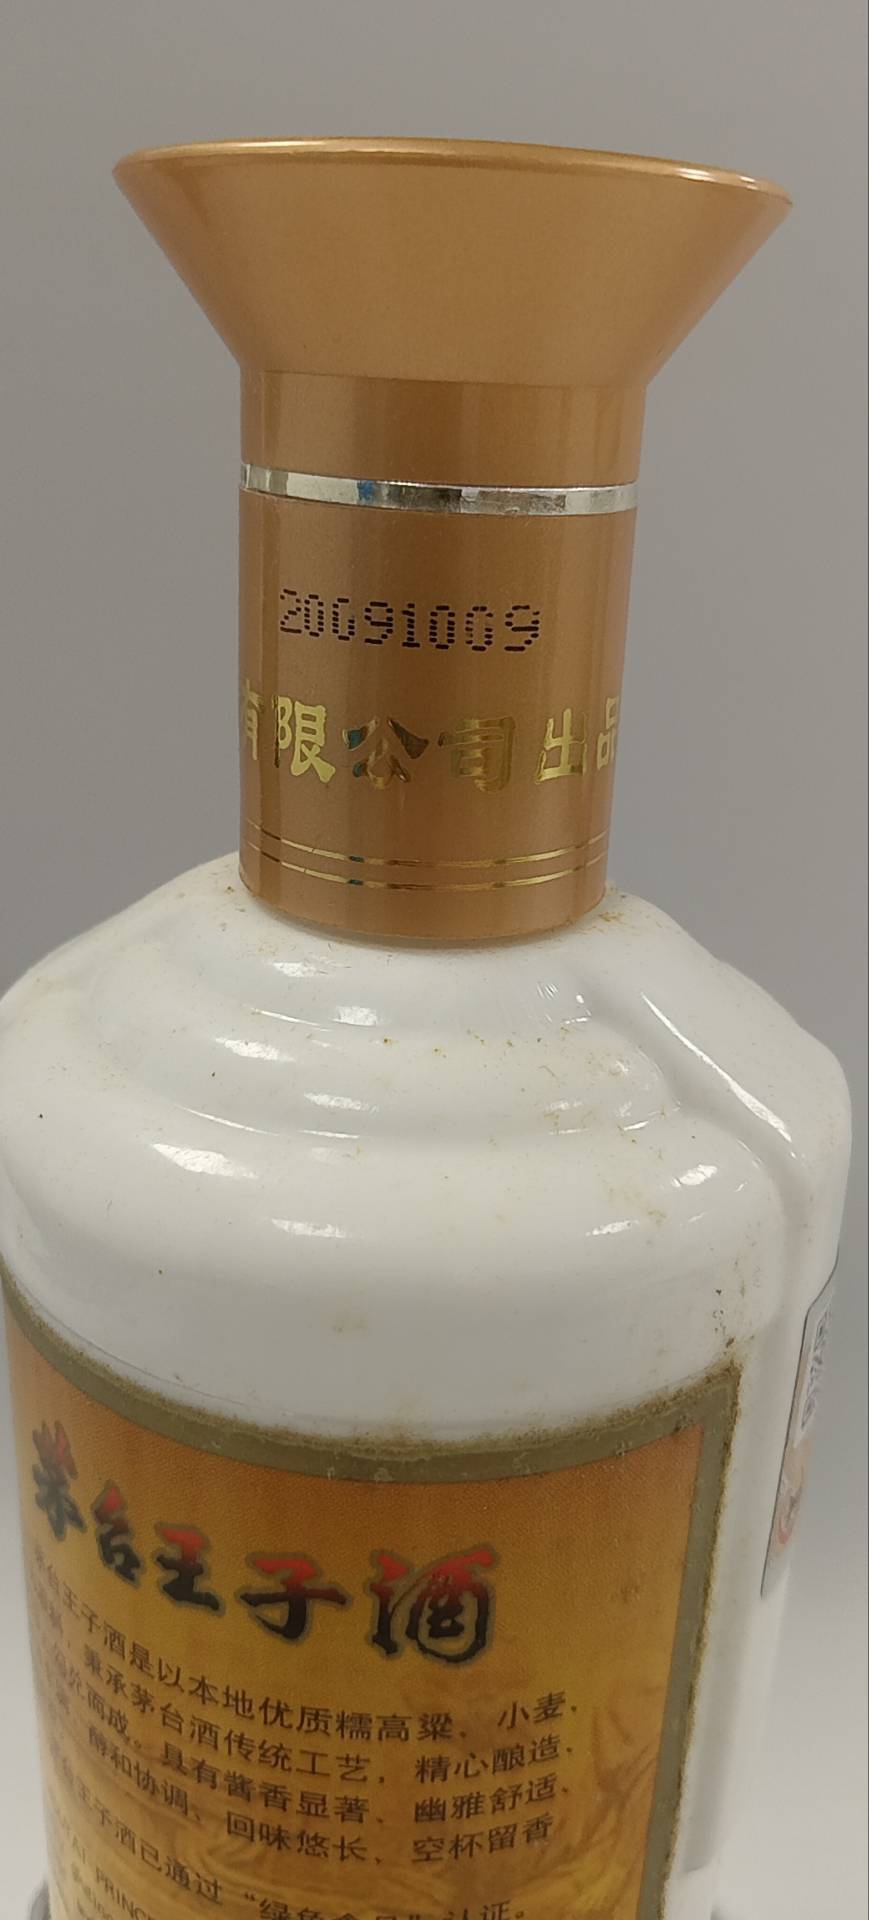 20091009
有限公司出品
茅台王子酒
茅台王子酒是以本地优质糯高粱、小麦、
秉承茅台酒传统工艺，精心酿造、
而成。具有酱香显著、幽雅舒适、
醇和协调、回味悠长、空杯留香
台王子酒已通过“绿色食品”认证。
PRINCE